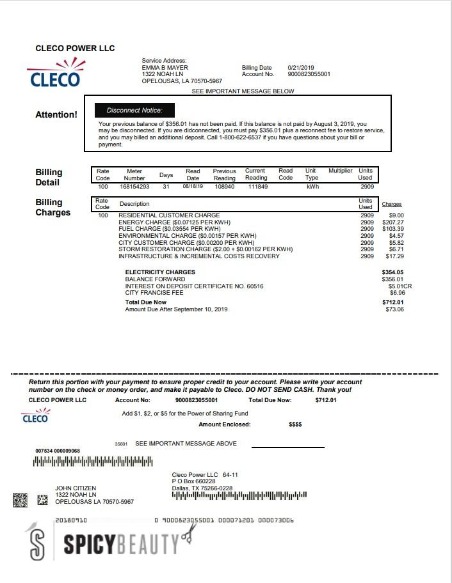 CLECO POWER LLC
CLECO
Service Address:
EMMA B MAYER
1322 NOAH LN
OPELOUSAS, LA 70570-5967
Billing Date 0/21/2019
Account No. 9000823055001
SEE IMPORTANT MESSAGE BELOW
Attention!
Disconnect Notice:
Your previous balance of $356.01 has not been paid. If this balance is not paid by August 3, 2019, you
may be disconnected. If you are disconnected, you must pay $356.01 plus a reconnect fee to restore service,
and you may be billed an additional deposit. Call 1-800-622-6537 if you have questions about your bill or
payment.
Billing Detail
Rate Code Meter Number Days Read Date Previous Reading Current Reading Read Code Unit Type Multiplier Units Used
100 168154293 31 108940 111849 kWh 2909
Billing Charges
Rate Code Description Units Used Charges
100 RESIDENTIAL CUSTOMER CHARGE 2909 $9.00
ENERGY CHARGE ($0.07125 PER KWH) 2909 $207.27
FUEL CHARGE ($0.03554 PER KWH) 2909 $103.39
ENVIRONMENTAL CHARGE ($0.00157 PER KWH) 2909 $4.57
CITY CUSTOMER CHARGE ($0.00200 PER KWH) 2909 $5.82
STORM RESTORATION CHARGE ($2.00 + $0.00162 PER KWH) 2909 $6.71
INFRASTRUCTURE & INCREMENTAL COSTS RECOVERY 2909 $17.29
ELECTRICITY CHARGES $354.05
BALANCE FORWARD $356.01
INTEREST ON DEPOSIT CERTIFICATE NO. 66516 $5.01CR
CITY FRANCISE FEE $6.96
Total Due Now $712.01
Amount Due After September 10, 2019 $73.06
Return this portion with your payment to ensure proper credit to your account. Please write your account
number on the check or money order, and make it payable to Cleco. DO NOT SEND CASH. Thank you!
CLECO POWER LLC Account No: 9000823055001 Total Due Now: $712.01
CLECO
Add $1, $2, or $5 for the Power of Sharing Fund
Amount Enclosed: $$$$
SEE IMPORTANT MESSAGE ABOVE
Cleco Power LLC 64-11
P O Box 660228
Dallas, TX 75266-0228
JOHN CITIZEN
1322 NOAH LN
OPELOUSAS LA 70570-5967
20180910 0 9000823055001 000071201 000073006
S SPICYBEAUTY